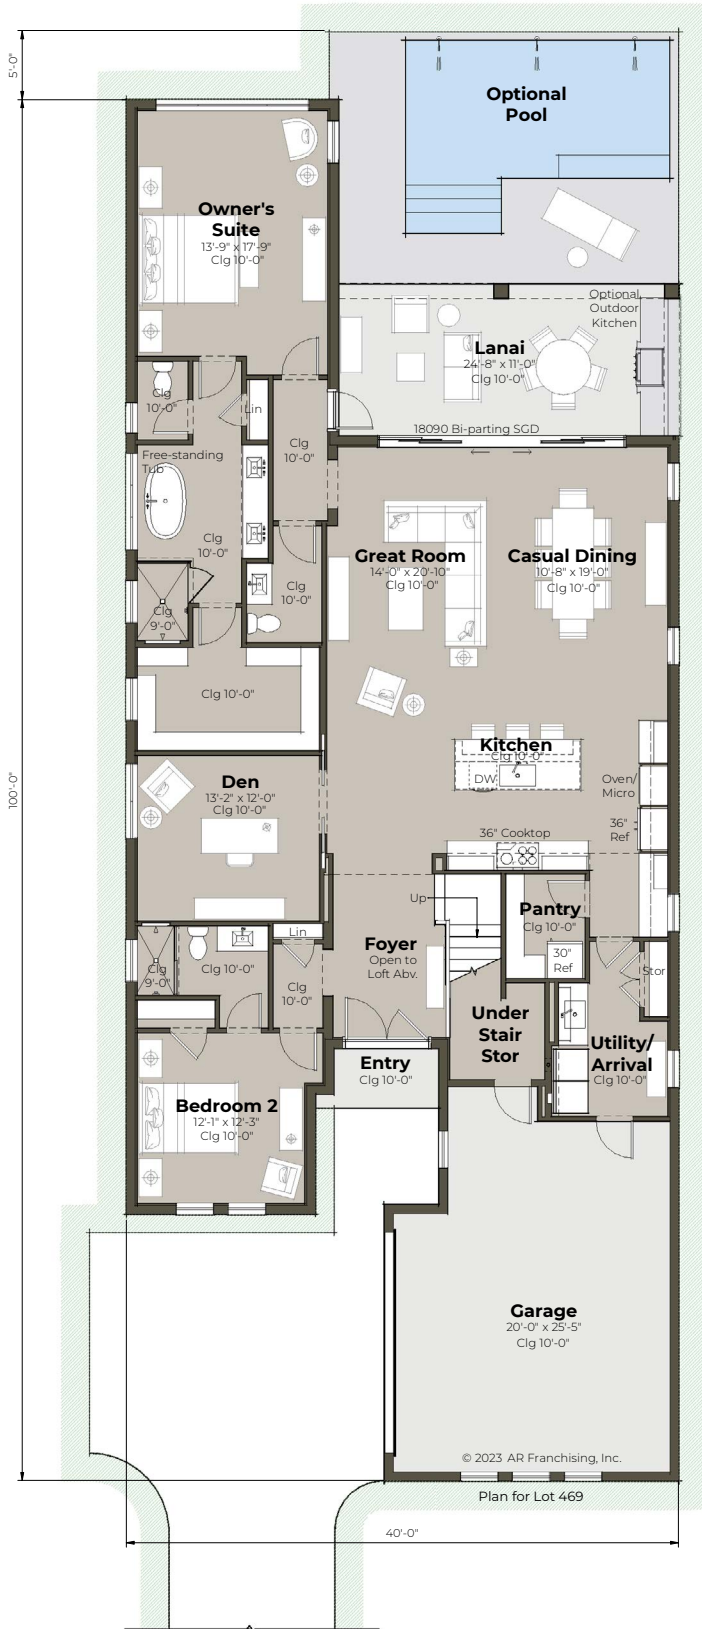 5'-0"
Optional
Pool
Owner's
Suite
13'-9" x 17'-9"
Clg 10'-0"
Optional
Outdoor
Kitchen
Lanai
24'-8" x 11'-0"
Clg 10'-0"
18090 Bi-parting SGD
Clg
10'-0"
Lin
Clg
10'-0"
Free-standing
Tub
Clg
10'-0"
Clg
9'-0"
Clg
10'-0"
Great Room
14'-0" x 20'-10"
Clg 10'-0"
Casual Dining
10'-8" x 19'-0"
Clg 10'-0"
Clg 10'-0"
Kitchen
Clg 10'-0"
DW
Oven/
Micro
36"
Ref
36" Cooktop
100'-0"
Den
13'-2" x 12'-0"
Clg 10'-0"
Up
Pantry
Clg 10'-0"
30"
Ref
Lin
Foyer
Open to
Loft Abv.
Clg
9'-0"
Clg 10'-0"
Clg
10'-0"
Stor
Under
Stair
Stor
Utility/
Arrival
Clg 10'-0"
Entry
Clg 10'-0"
Bedroom 2
12'-1" x 12'-3"
Clg 10'-0"
Garage
20'-0" x 25'-5"
Clg 10'-0"
© 2023 AR Franchising, Inc.
Plan for Lot 469
40'-0"